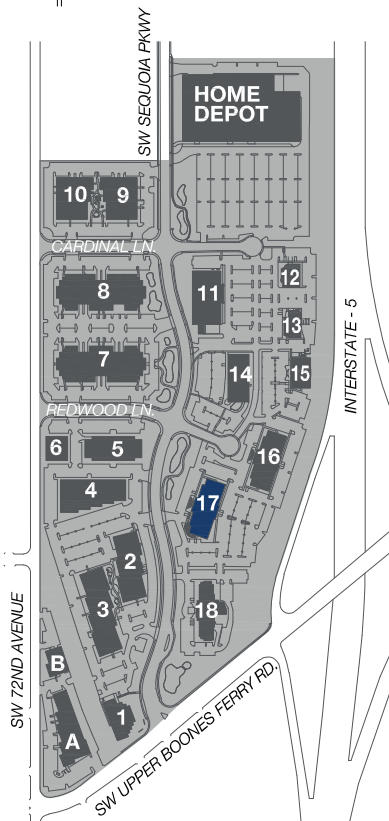 SW SEQUOIA PKWY
HOME
DEPOT
10
9
CARDINAL LN.
12
8
11
13
INTERSTATE - 5
7
14
15
REDWOOD LN.
6
5
16
4
17
2
3
18
SW 72ND AVENUE
B
1
A
SW UPPER BOONES FERRY RD.